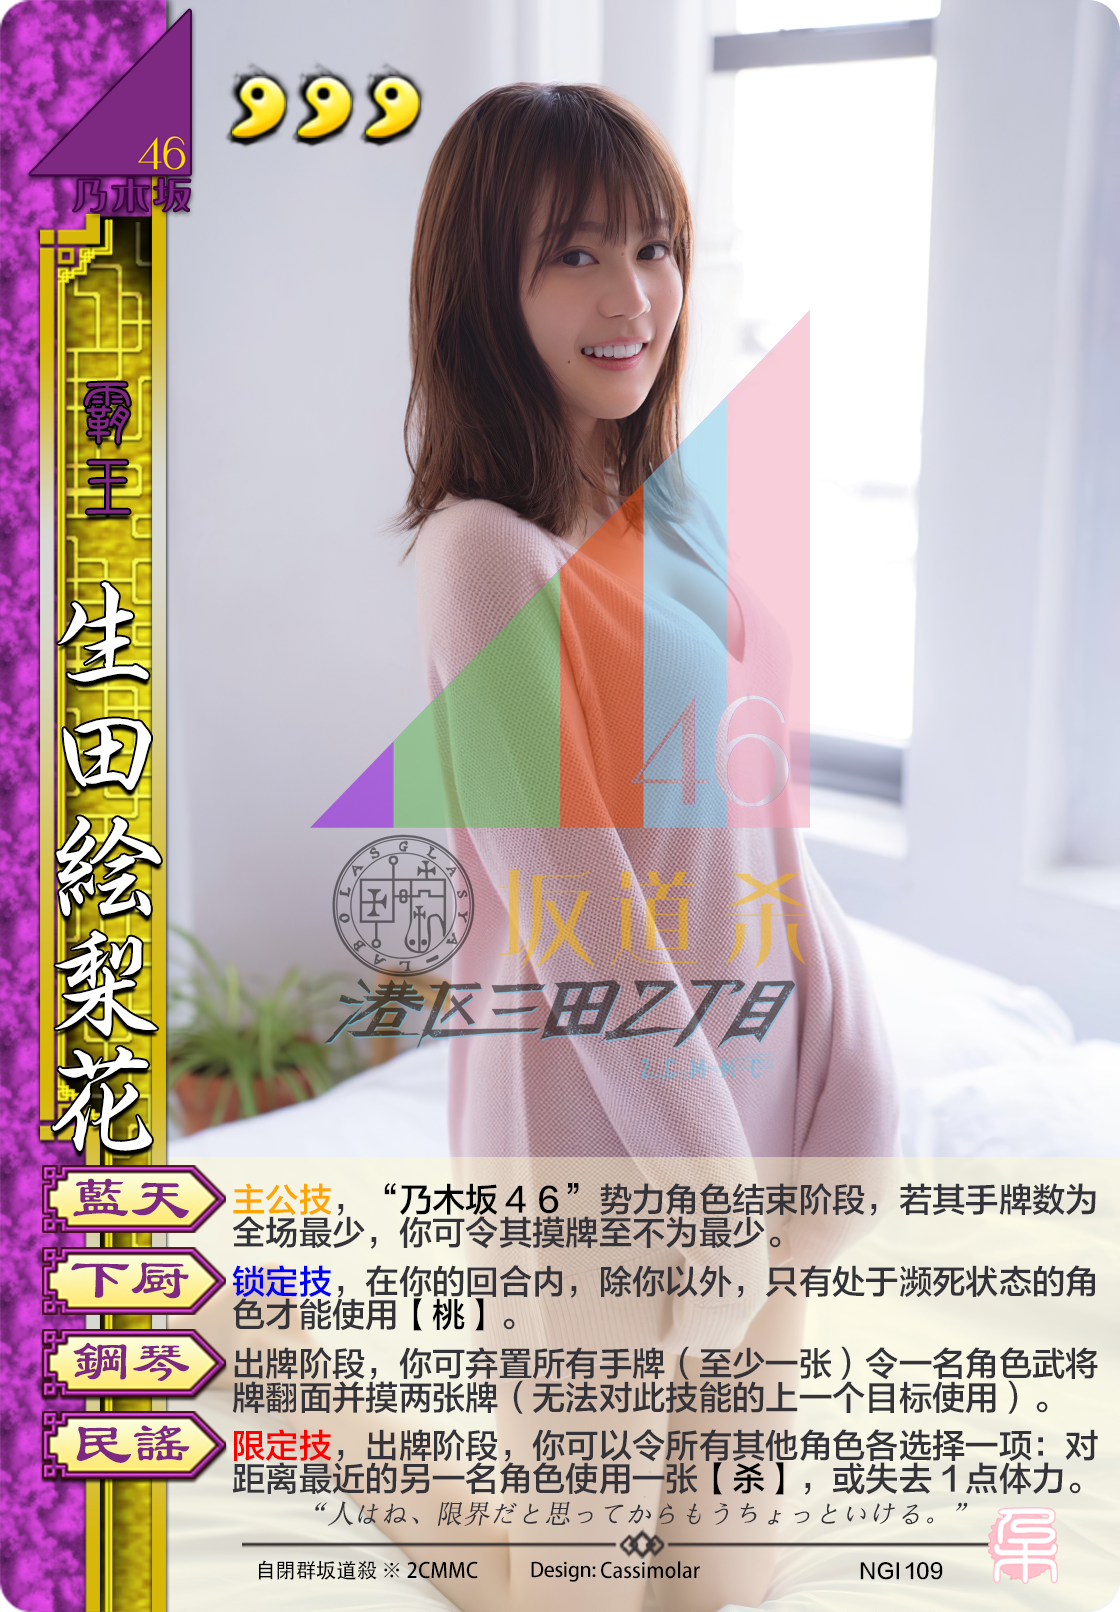 46
乃木坂
霸王
生田絵梨花
46
GLASYA LABOLAS
坂道杀
港区三田乙丁目
2CMMC
藍天
主公技，“乃木坂４６”势力角色结束阶段，若其手牌数为
全场最少，你可令其摸牌至不为最少。
下厨
锁定技，在你的回合内，除你以外，只有处于濒死状态的角
色才能使用【桃】。
鋼琴
出牌阶段，你可弃置所有手牌（至少一张）令一名角色武将
牌翻面并摸两张牌（无法对此技能的上一个目标使用）。
民謠
限定技，出牌阶段，你可以令所有其他角色各选择一项：对
距离最近的另一名角色使用一张【杀】，或失去１点体力。
“人はね、限界だと思ってからもうちょっといける。”
自閉群坂道殺 ※ 2CMMC Design: Cassimolar NGI 109